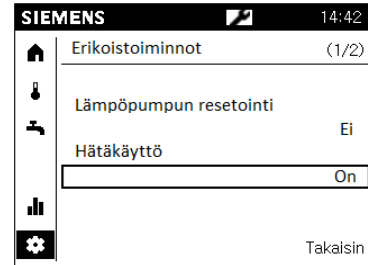 SIEMENS 14:42
Erikoistoiminnot (1/2)
Lämpöpumpun resetointi
Ei
Hätäkäyttö
On
Takaisin